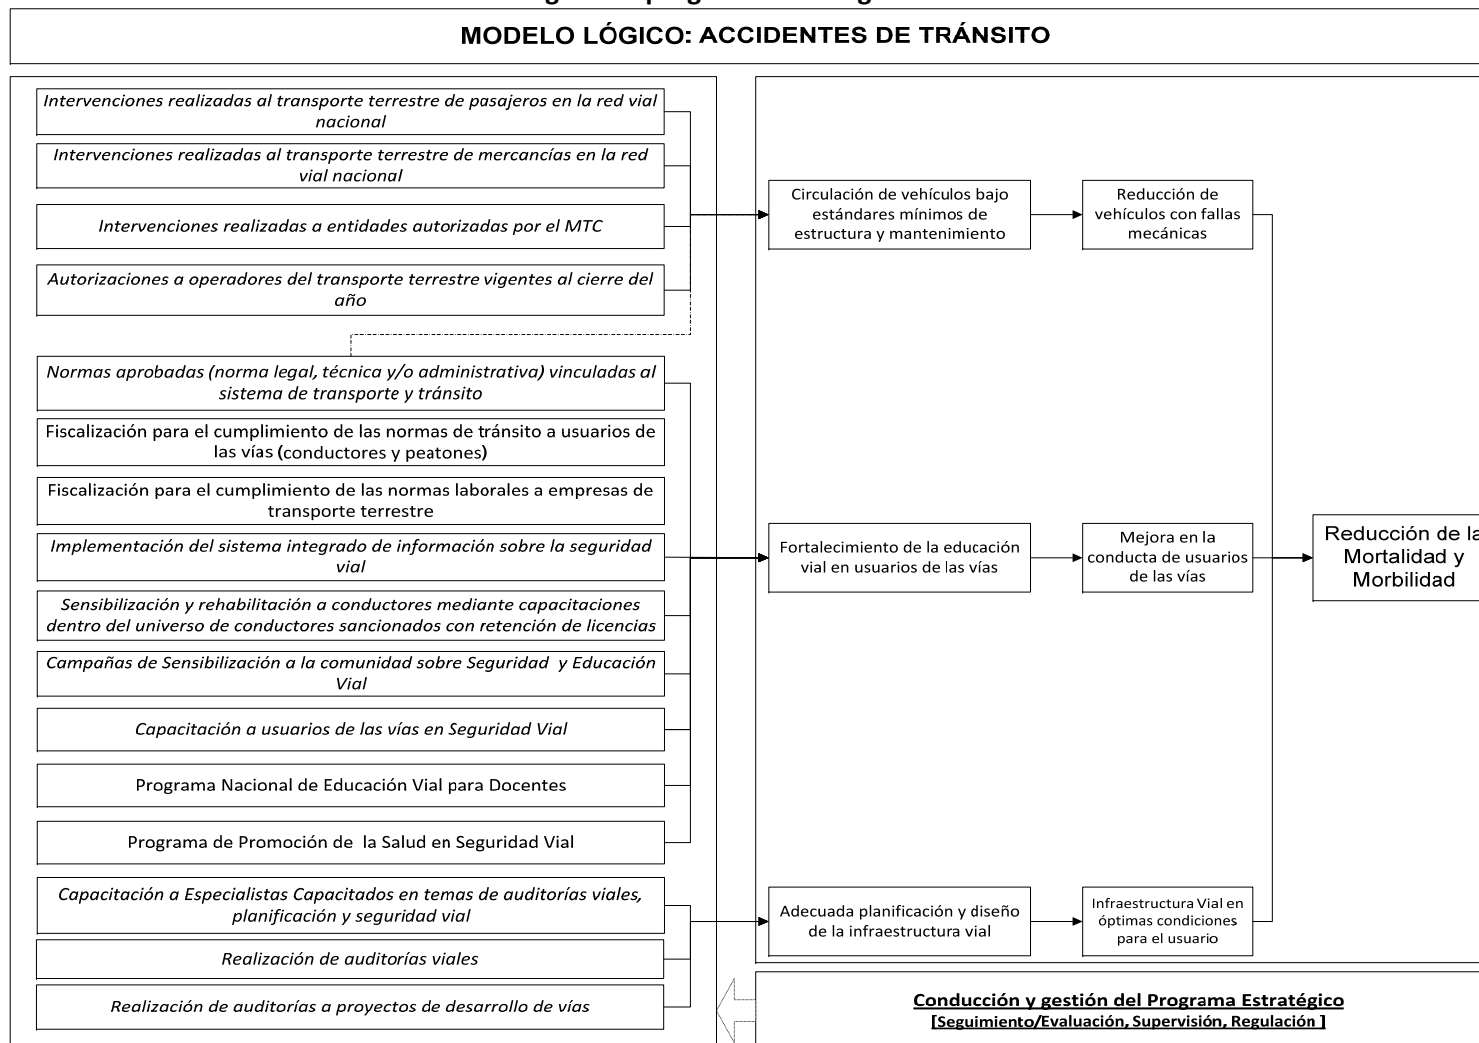 MODELO LÓGICO: ACCIDENTES DE TRÁNSITO
Intervenciones realizadas al transporte terrestre de pasajeros en la red vial
nacional
Intervenciones realizadas al transporte terrestre de mercancías en la red
vial nacional
Intervenciones realizadas a entidades autorizadas por el MTC
Autorizaciones a operadores del transporte terrestre vigentes al cierre del
año
Normas aprobadas (norma legal, técnica y/o administrativa) vinculadas al
sistema de transporte y tránsito
Fiscalización para el cumplimiento de las normas de tránsito a usuarios de
las vías (conductores y peatones)
Fiscalización para el cumplimiento de las normas laborales a empresas de
transporte terrestre
Implementación del sistema integrado de información sobre la seguridad
vial
Sensibilización y rehabilitación a conductores mediante capacitaciones
dentro del universo de conductores sancionados con retención de licencias
Campañas de Sensibilización a la comunidad sobre Seguridad y Educación
Vial
Capacitación a usuarios de las vías en Seguridad Vial
Programa Nacional de Educación Vial para Docentes
Programa de Promoción de la Salud en Seguridad Vial
Capacitación a Especialistas Capacitados en temas de auditorías viales,
planificación y seguridad vial
Realización de auditorías viales
Realización de auditorías a proyectos de desarrollo de vías
Circulación de vehículos bajo
estándares mínimos de
estructura y mantenimiento
Reducción de
vehículos con fallas
mecánicas
Fortalecimiento de la educación
vial en usuarios de las vías
Mejora en la
conducta de usuarios
de las vías
Reducción de la
Mortalidad y
Morbilidad
Adecuada planificación y diseño
de la infraestructura vial
Infraestructura Vial en
óptimas condiciones
para el usuario
Conducción y gestión del Programa Estratégico
[Seguimiento/Evaluación, Supervisión, Regulación ]